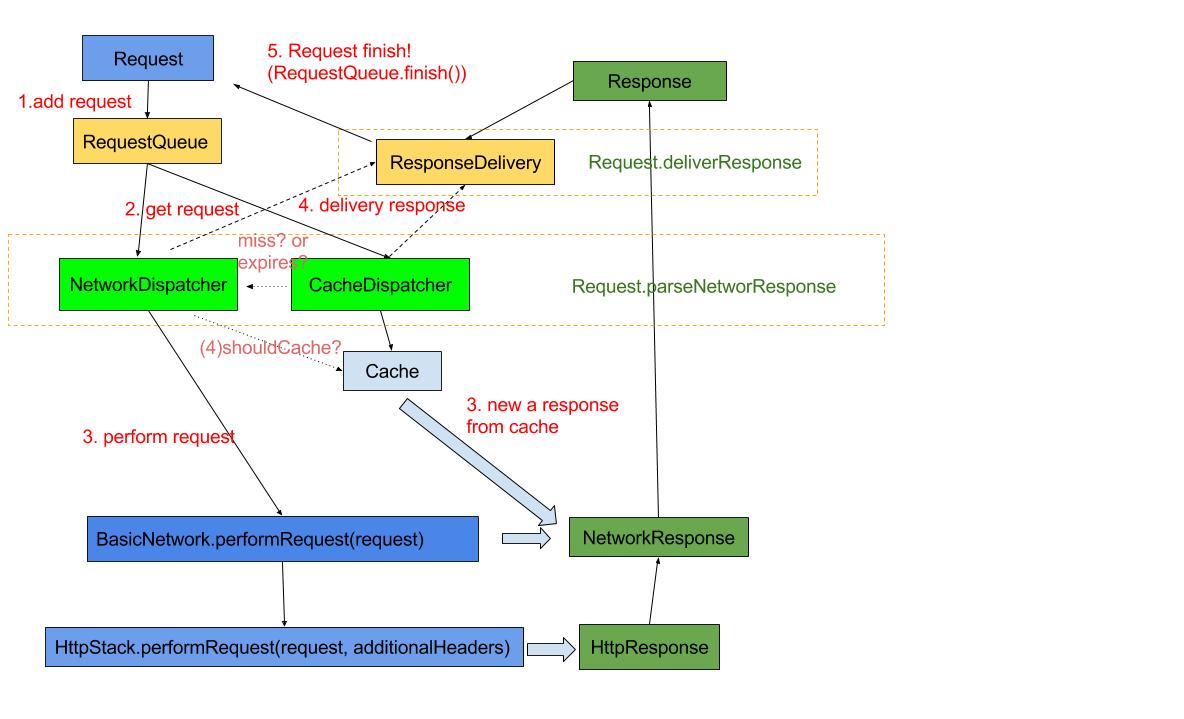 5. Request finish!
(RequestQueue.finish())
Request
Response
1.add request
RequestQueue
ResponseDelivery
Request.deliverResponse
2. get request
4. delivery response
miss? or
expires?
NetworkDispatcher
CacheDispatcher
Request.parseNetworResponse
(4)shouldCache?
Cache
3. new a response
from cache
3. perform request
BasicNetwork.performRequest(request)
NetworkResponse
HttpStack.performRequest(request, additionalHeaders)
HttpResponse